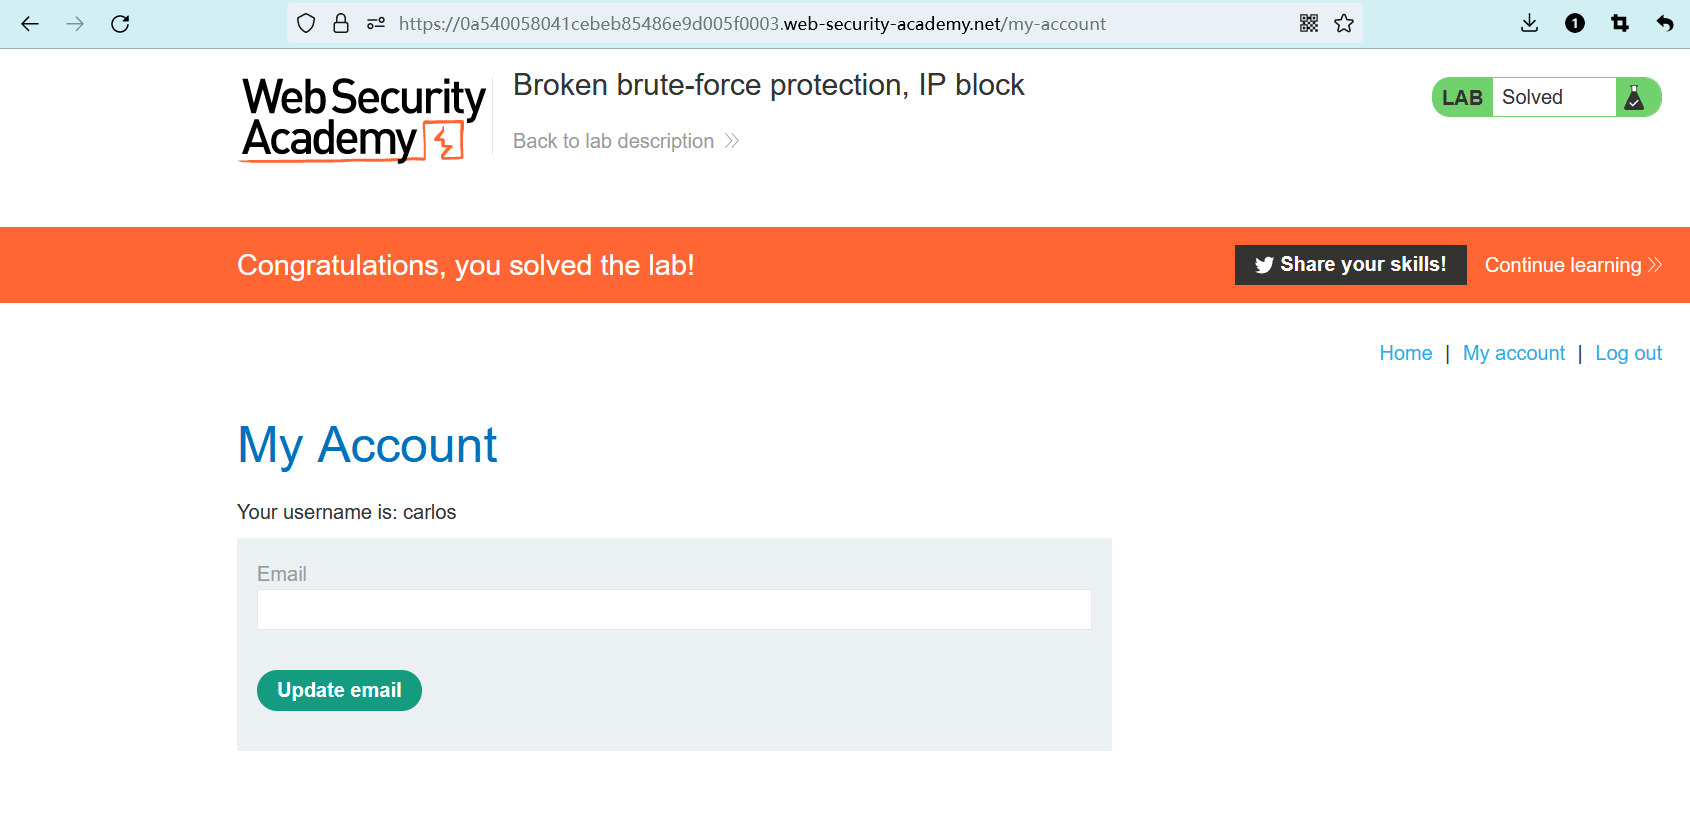 https://0a540058041cebeb85486e9d005f0003.web-security-academy.net/my-account
1
Web Security
Academy
Broken brute-force protection, IP block
Back to lab description
LAB Solved
Congratulations, you solved the lab!
Share your skills!
Continue learning
Home | My account | Log out
My Account
Your username is: carlos
Email
Update email